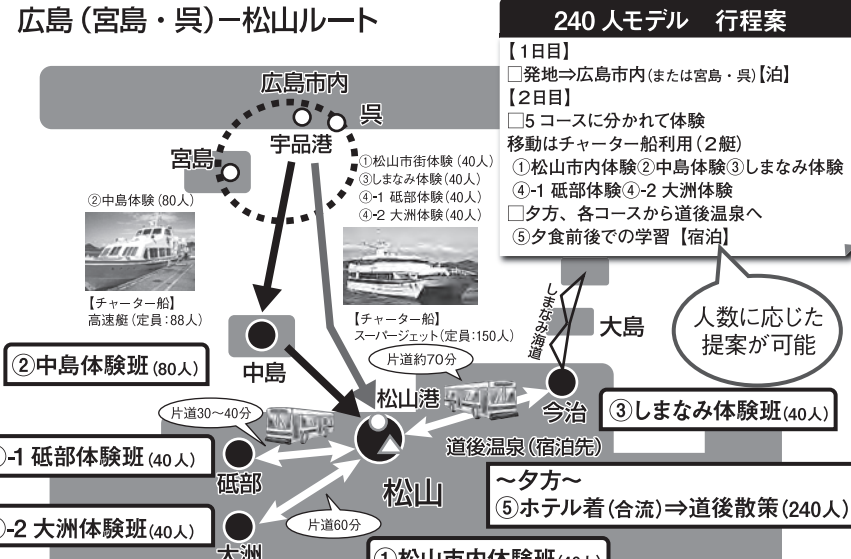 広島（宮島・呉）－松山ルート
240人モデル　行程案
【1日目】
□発地⇒広島市内（または宮島・呉）【泊】
【2日目】
□5コースに分かれて体験
移動はチャーター船利用（2艇）
①松山市内体験②中島体験③しまなみ体験
④-1 砥部体験④-2 大洲体験
□夕方、各コースから道後温泉へ
⑤夕食前後での学習【宿泊】
人数に応じた
提案が可能
広島市内
呉
宇品港
宮島
①松山市街体験（40人）
③しまなみ体験（40人）
④-1 砥部体験（40人）
④-2 大洲体験（40人）
②中島体験（80人）
【チャーター船】
高速艇（定員：88人）
【チャーター船】
スーパージェット（定員：150人）
しまなみ海道
大島
中島
②中島体験班（80人）
片道約70分
松山港
今治
③しまなみ体験班（40人）
片道30～40分
道後温泉（宿泊先）
-1 砥部体験班（40人）
砥部
松山
～夕方～
⑤ホテル着（合流）⇒道後散策（240人）
-2 大洲体験班（40人）
大洲
片道60分
①松山市内体験班（40人）